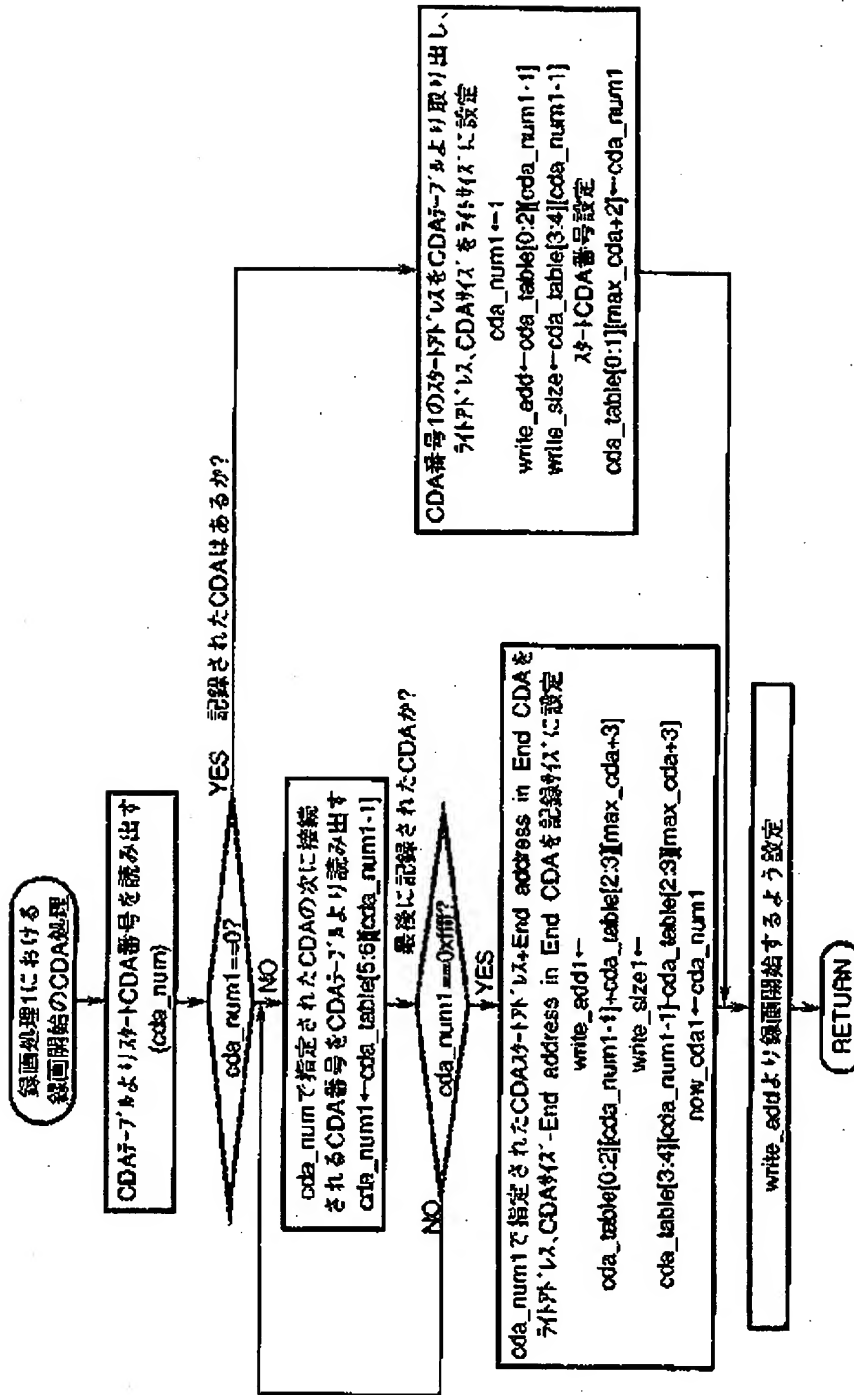 録画処理1における
録画開始のCDA処理
CDAテーブルよりスタートCDA番号を読み出す
{cda_num}
cda_num1==0?
YES
記録されたCDAはあるか?
NO
cda_numで指定されたCDAの次に接続
されるCDA番号をCDAテーブルより読み出す
cda_num1←cda_table[5:6][cda_num1-1]
最後に記録されたCDAか?
NO
cda_num1==0xffff?
YES
cda_num1で指定されたCDAスタートアドレス+End address in End CDAを
ライトアドレス、CDAサイズ-End address in End CDAを記録サイズに設定
write_add1←
cda_table[0:2][cda_num1-1]+cda_table[2:3][max_cda+3]
write_size1←
cda_table[3:4][cda_num1-1]-cda_table[2:3][max_cda+3]
now_cda1←cda_num1
CDA番号1のスタートアドレスをCDAテーブルより取り出し、
ライトアドレス、CDAサイズをライトサイズに設定
cda_num1←1
write_add←cda_table[0:2][cda_num1-1]
write_size←cda_table[3:4][cda_num1-1]
スタートCDA番号設定
cda_table[0:1][max_cda+2]←cda_num1
write_addより録画開始するよう設定
RETURN